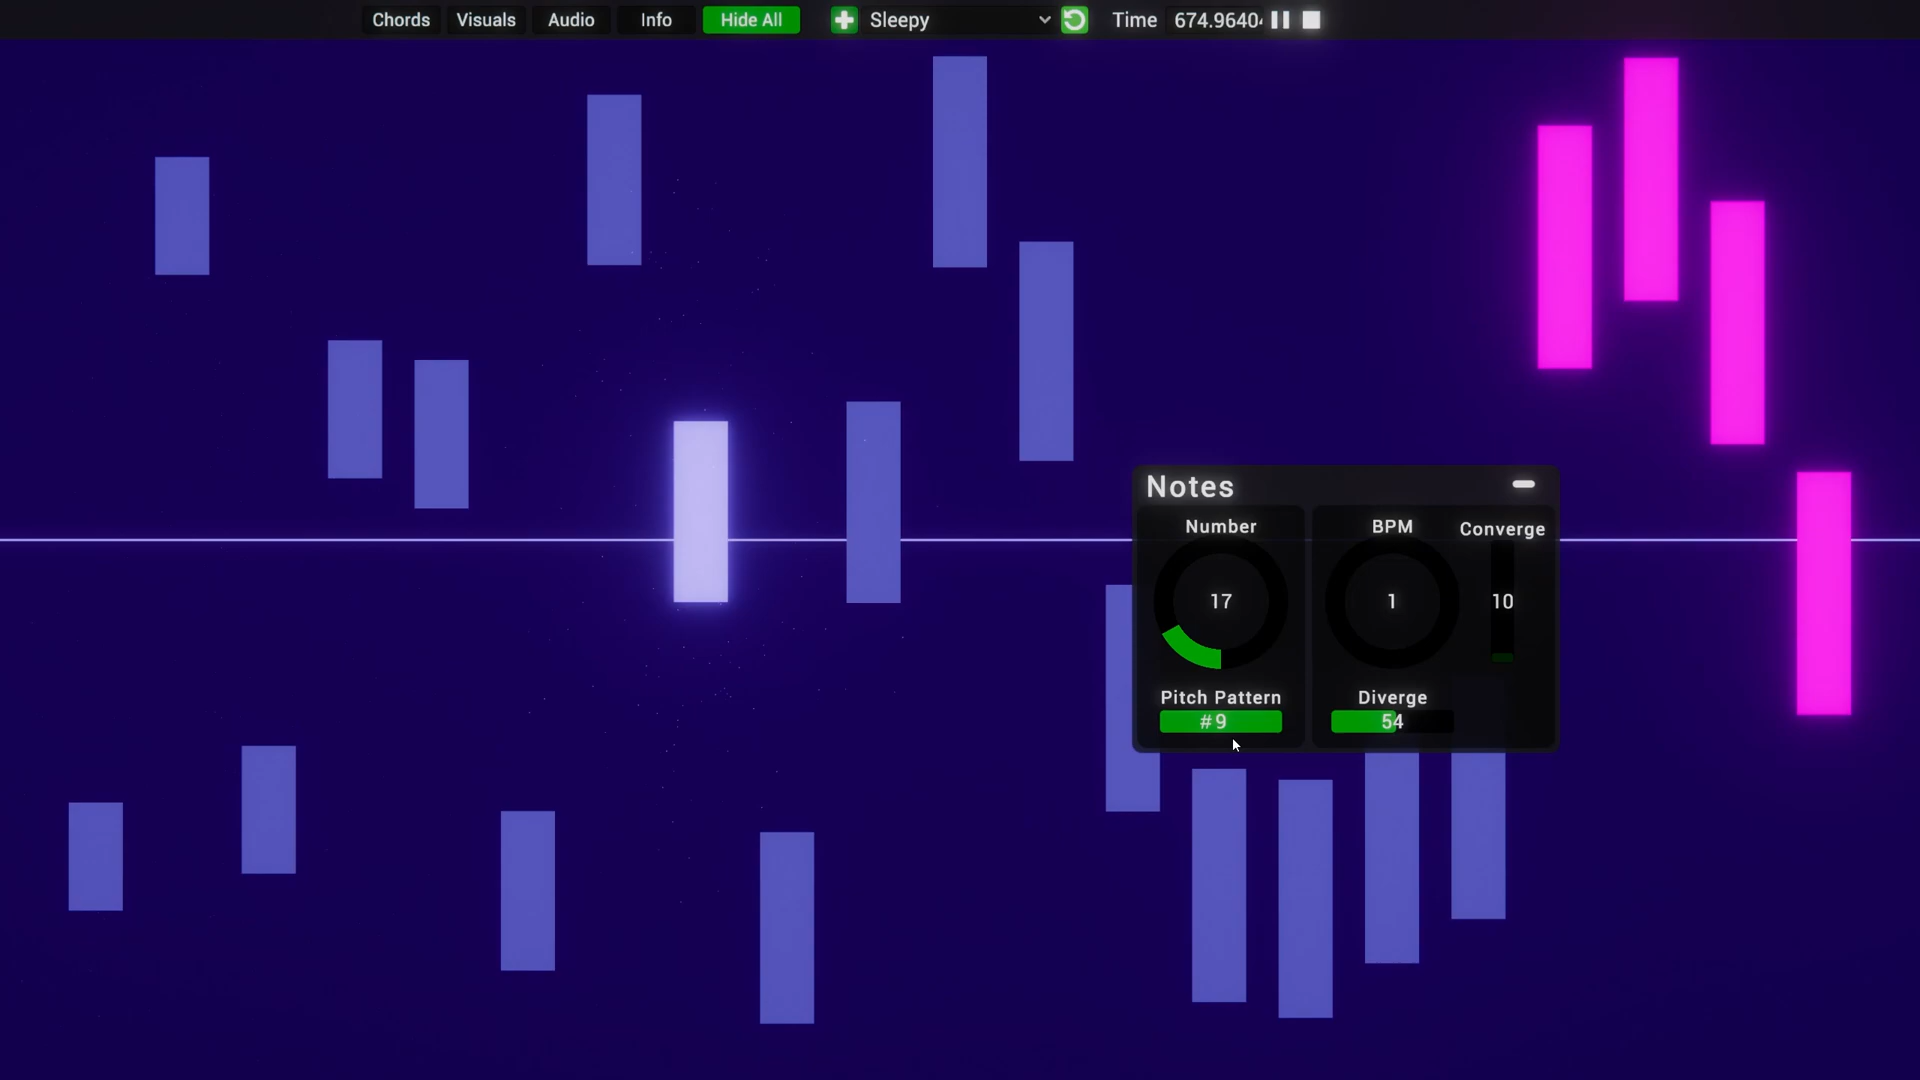 Chords Visuals Audio Info Hide All Sleepy Time 674.9640
Notes
Number BPM Converge
17 1 10
Pitch Pattern Diverge
#9 54